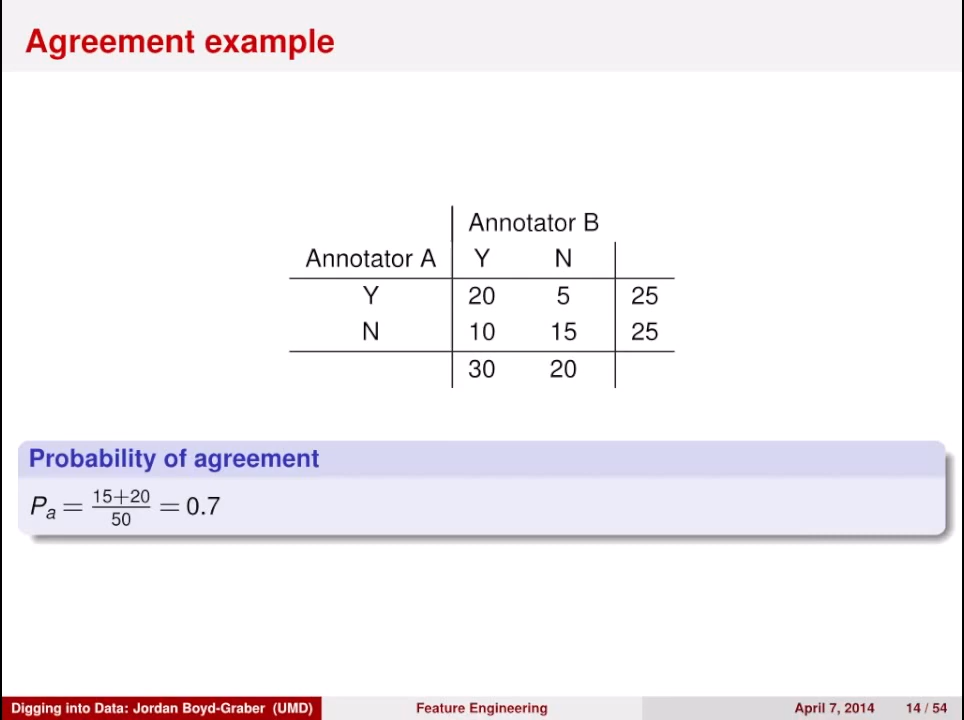 Agreement example
Annotator B
Annotator A Y N
Y 20 5 25
N 10 15 25
30 20
Probability of agreement
Pa = 15+20/50 = 0.7
Digging into Data: Jordan Boyd-Graber (UMD) Feature Engineering April 7, 2014 14 / 54